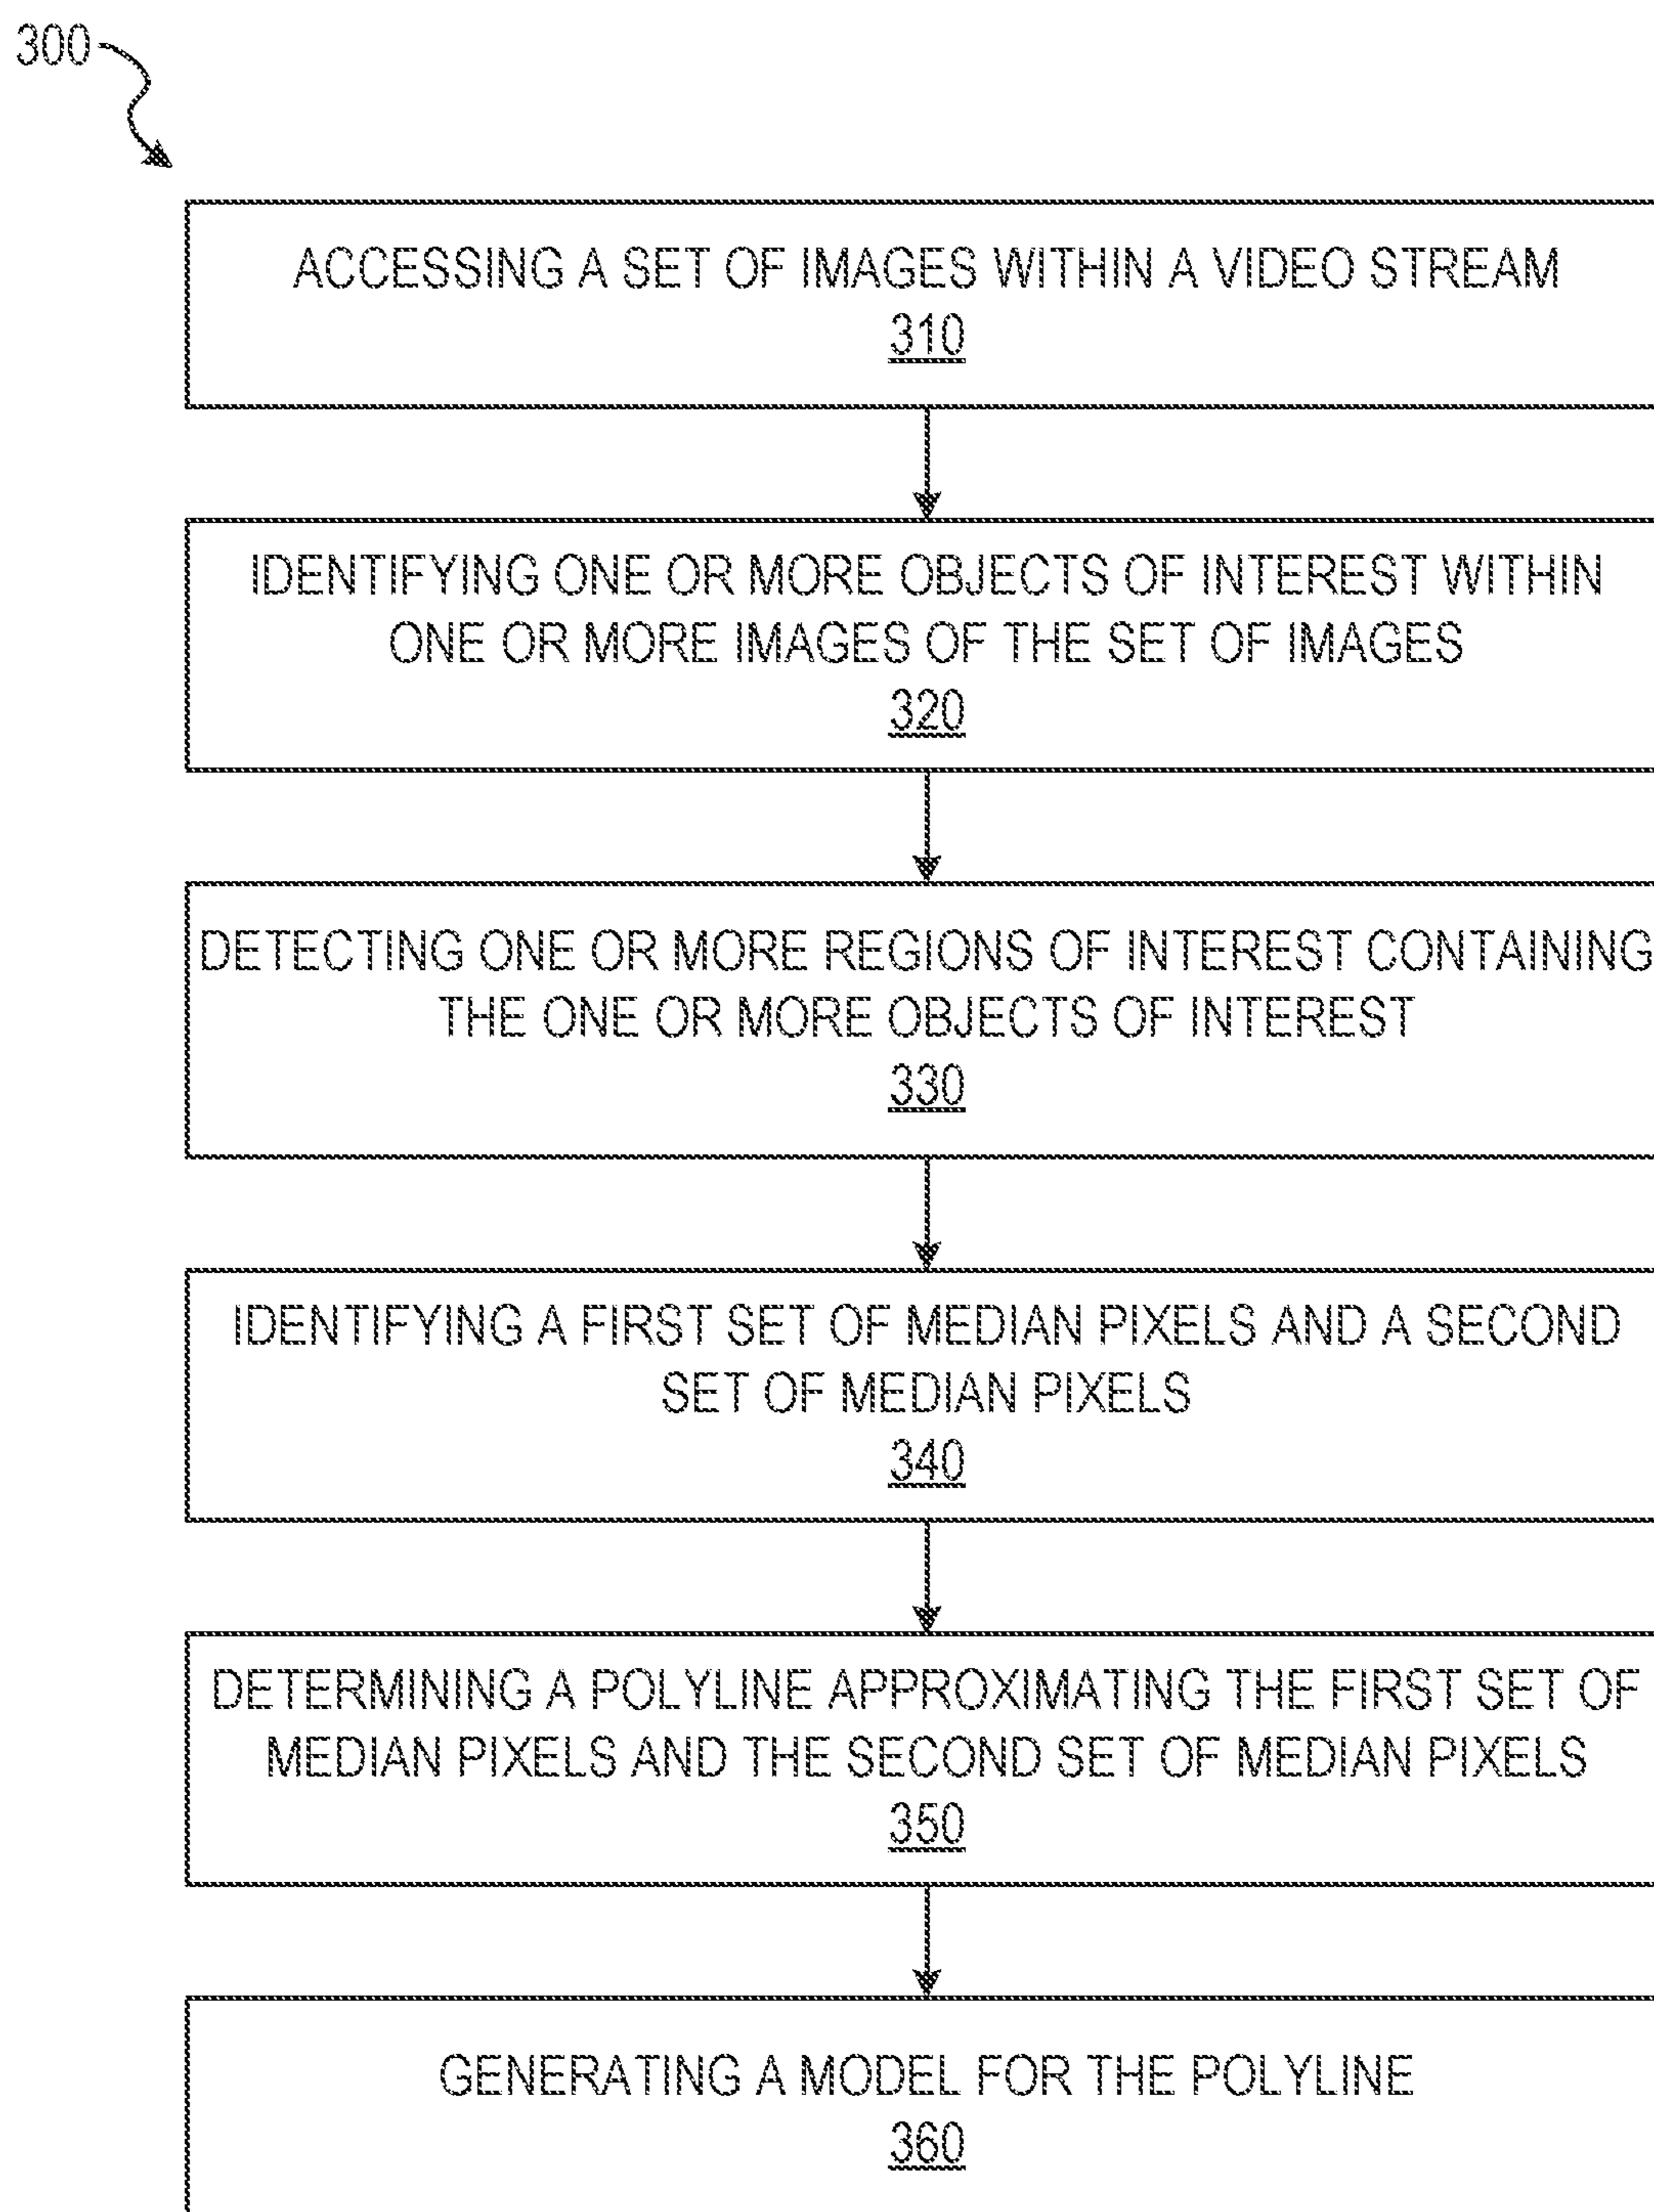 300
ACCESSING A SET OF IMAGES WITHIN A VIDEO STREAM
310
IDENTIFYING ONE OR MORE OBJECTS OF INTEREST WITHIN
ONE OR MORE IMAGES OF THE SET OF IMAGES
320
DETECTING ONE OR MORE REGIONS OF INTEREST CONTAINING
THE ONE OR MORE OBJECTS OF INTEREST
330
IDENTIFYING A FIRST SET OF MEDIAN PIXELS AND A SECOND
SET OF MEDIAN PIXELS
340
DETERMINING A POLYLINE APPROXIMATING THE FIRST SET OF
MEDIAN PIXELS AND THE SECOND SET OF MEDIAN PIXELS
350
GENERATING A MODEL FOR THE POLYLINE
360